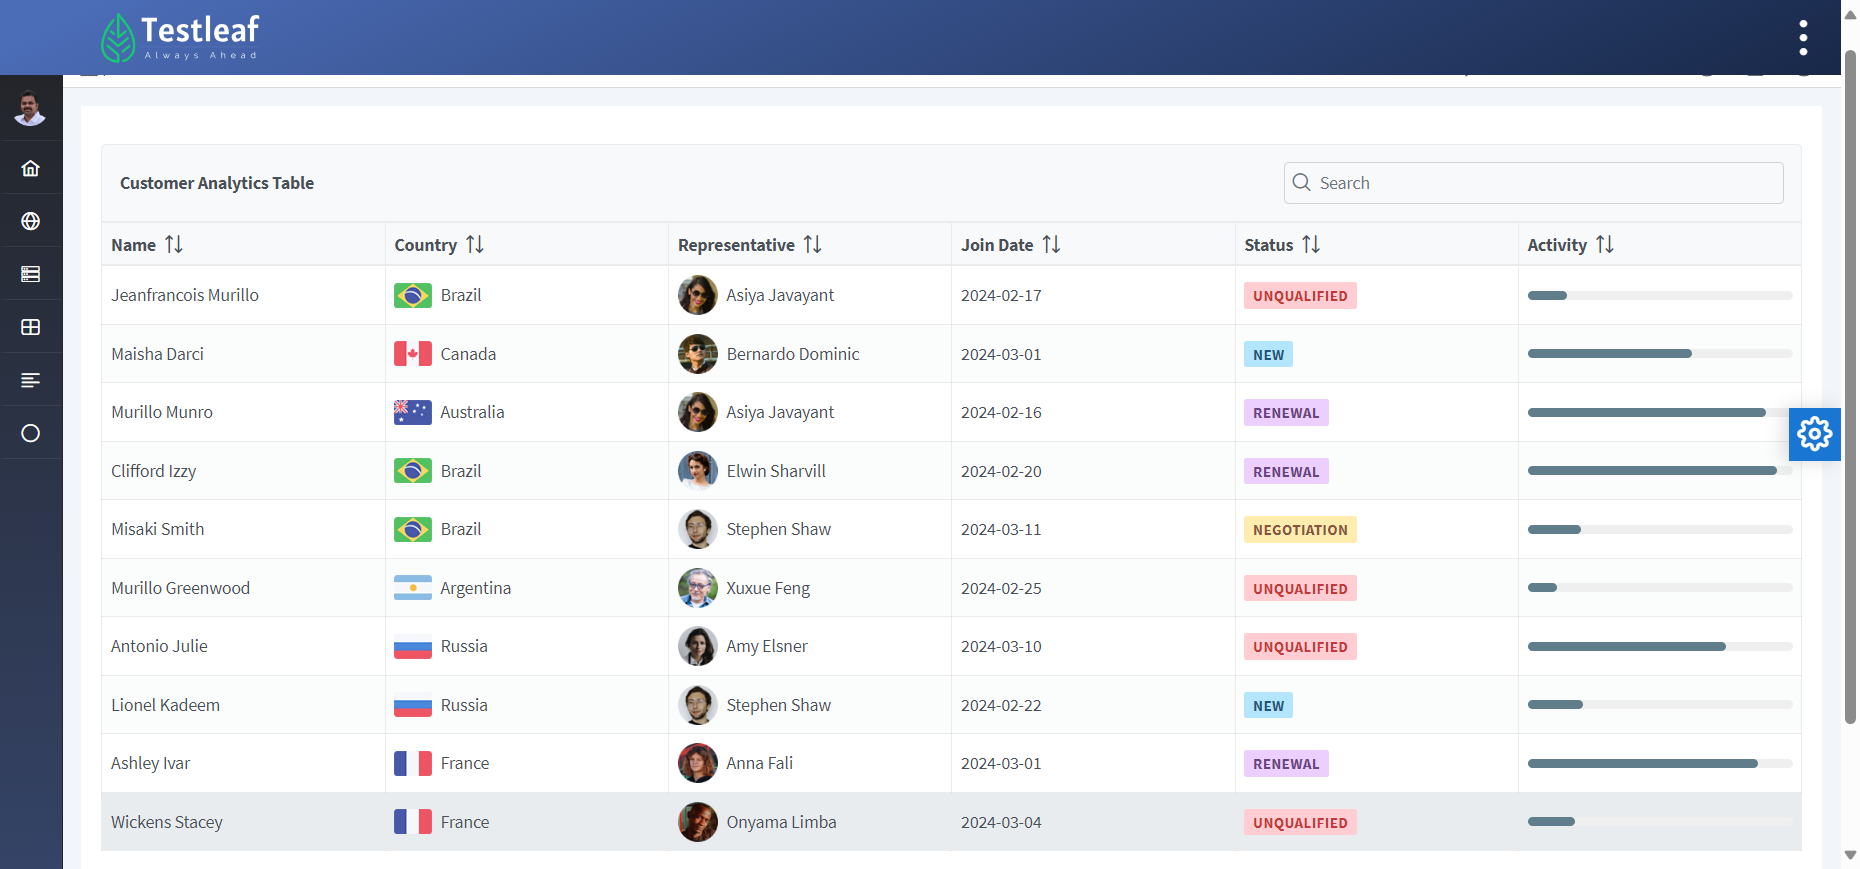 Testleaf
Always Ahead
Customer Analytics Table
Search
Name Country Representative Join Date Status Activity
Jeanfrancois Murillo Brazil Asiya Javayant 2024-02-17 UNQUALIFIED
Maisha Darci Canada Bernardo Dominic 2024-03-01 NEW
Murillo Munro Australia Asiya Javayant 2024-02-16 RENEWAL
Clifford Izzy Brazil Elwin Sharvill 2024-02-20 RENEWAL
Misaki Smith Brazil Stephen Shaw 2024-03-11 NEGOTIATION
Murillo Greenwood Argentina Xuxue Feng 2024-02-25 UNQUALIFIED
Antonio Julie Russia Amy Elsner 2024-03-10 UNQUALIFIED
Lionel Kadeem Russia Stephen Shaw 2024-02-22 NEW
Ashley Ivar France Anna Fali 2024-03-01 RENEWAL
Wickens Stacey France Onyama Limba 2024-03-04 UNQUALIFIED